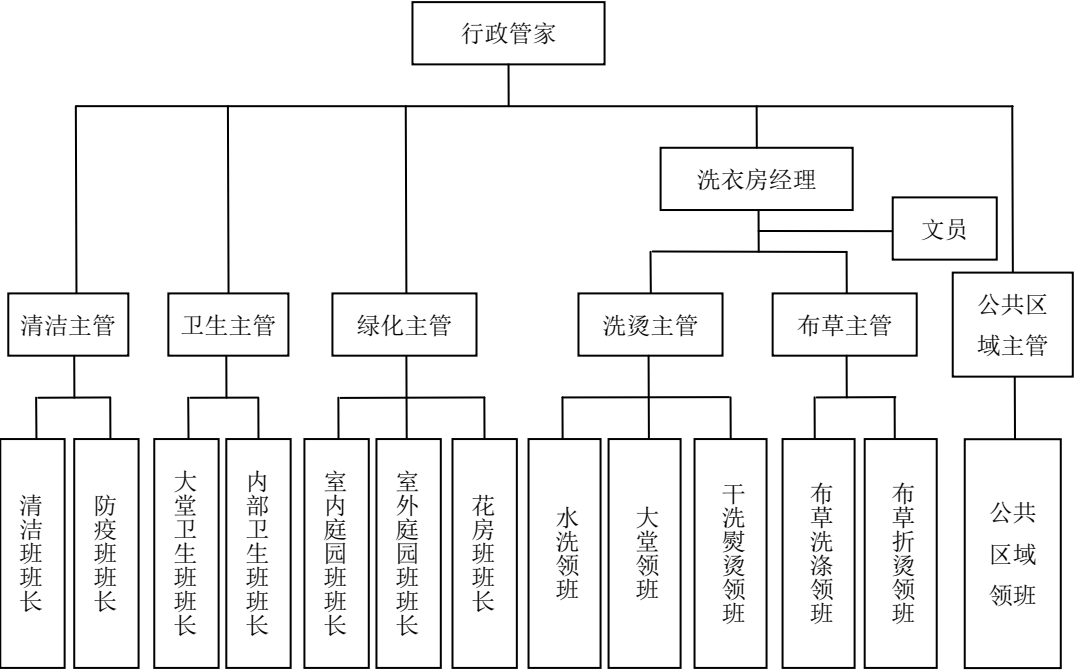 行政管家
洗衣房经理
文员
清洁主管
卫生主管
绿化主管
洗烫主管
布草主管
公共区
域主管
清洁班班长
防疫班班长
大堂卫生班班长
内部卫生班班长
室内庭园班班长
室外庭园班班长
花房班班长
水洗领班
大堂领班
干洗熨烫领班
布草洗涤领班
布草折烫领班
公共
区域
领班